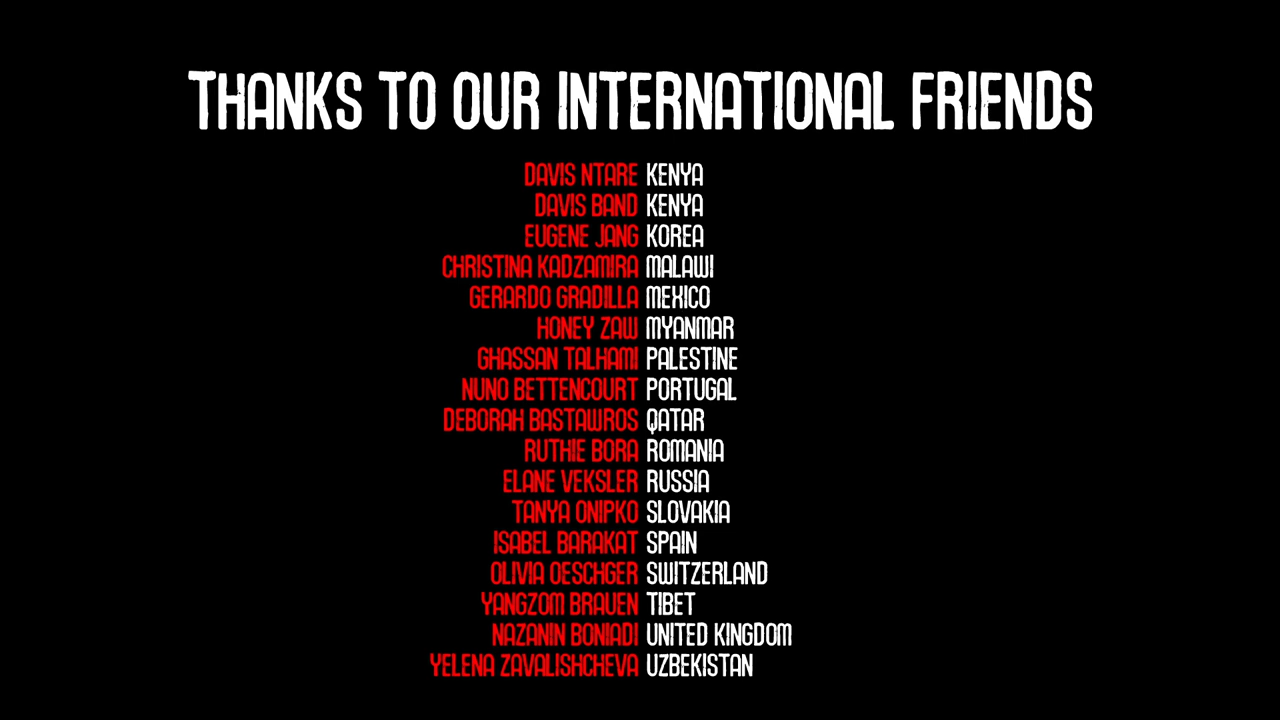 THANKS TO OUR INTERNATIONAL FRIENDS
DAVIS NTARE KENYA
DAVIS BAND KENYA
EUGENE JANG KOREA
CHRISTINA KADZAMIRA MALAWI
GERARDO GRADILLA MEXICO
HONEY ZAW MYANMAR
GHASSAN TALHAMI PALESTINE
NUNO BETTENCOURT PORTUGAL
DEBORAH BASTAWROS QATAR
RUTHIE BORA ROMANIA
ELANE VEKSLER RUSSIA
TANYA ONIPKO SLOVAKIA
ISABEL BARAKAT SPAIN
OLIVIA OESCHGER SWITZERLAND
YANGZOM BRAUEN TIBET
NAZANIN BONIADI UNITED KINGDOM
YELENA ZAVALISHCHEVA UZBEKISTAN